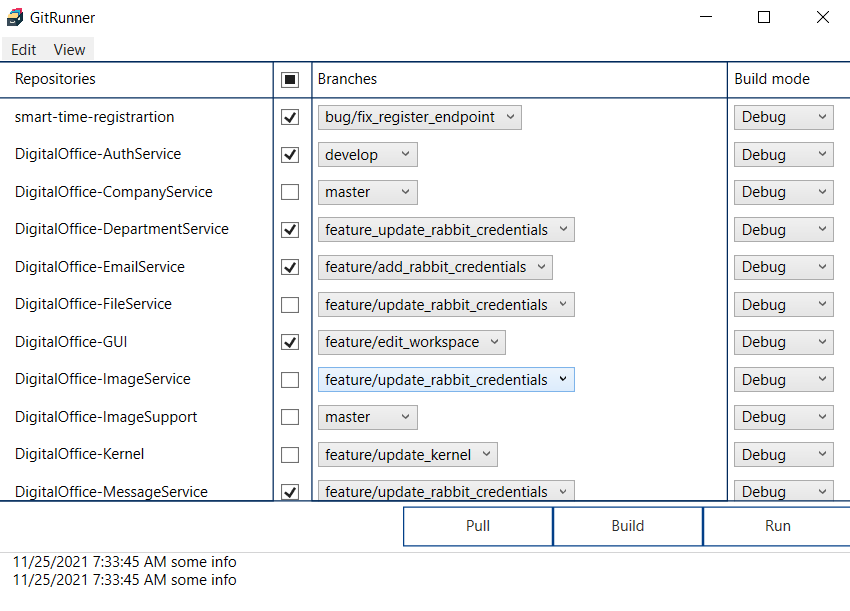 GitRunner
Edit View
Repositories Branches Build mode
smart-time-registrartion bug/fix_register_endpoint Debug
DigitalOffice-AuthService develop Debug
DigitalOffice-CompanyService master Debug
DigitalOffice-DepartmentService feature_update_rabbit_credentials Debug
DigitalOffice-EmailService feature/add_rabbit_credentials Debug
DigitalOffice-FileService feature/update_rabbit_credentials Debug
DigitalOffice-GUI feature/edit_workspace Debug
DigitalOffice-ImageService feature/update_rabbit_credentials Debug
DigitalOffice-ImageSupport master Debug
DigitalOffice-Kernel feature/update_kernel Debug
DigitalOffice-MessageService feature/update_rabbit_credentials Debug
Pull Build Run
11/25/2021 7:33:45 AM some info
11/25/2021 7:33:45 AM some info